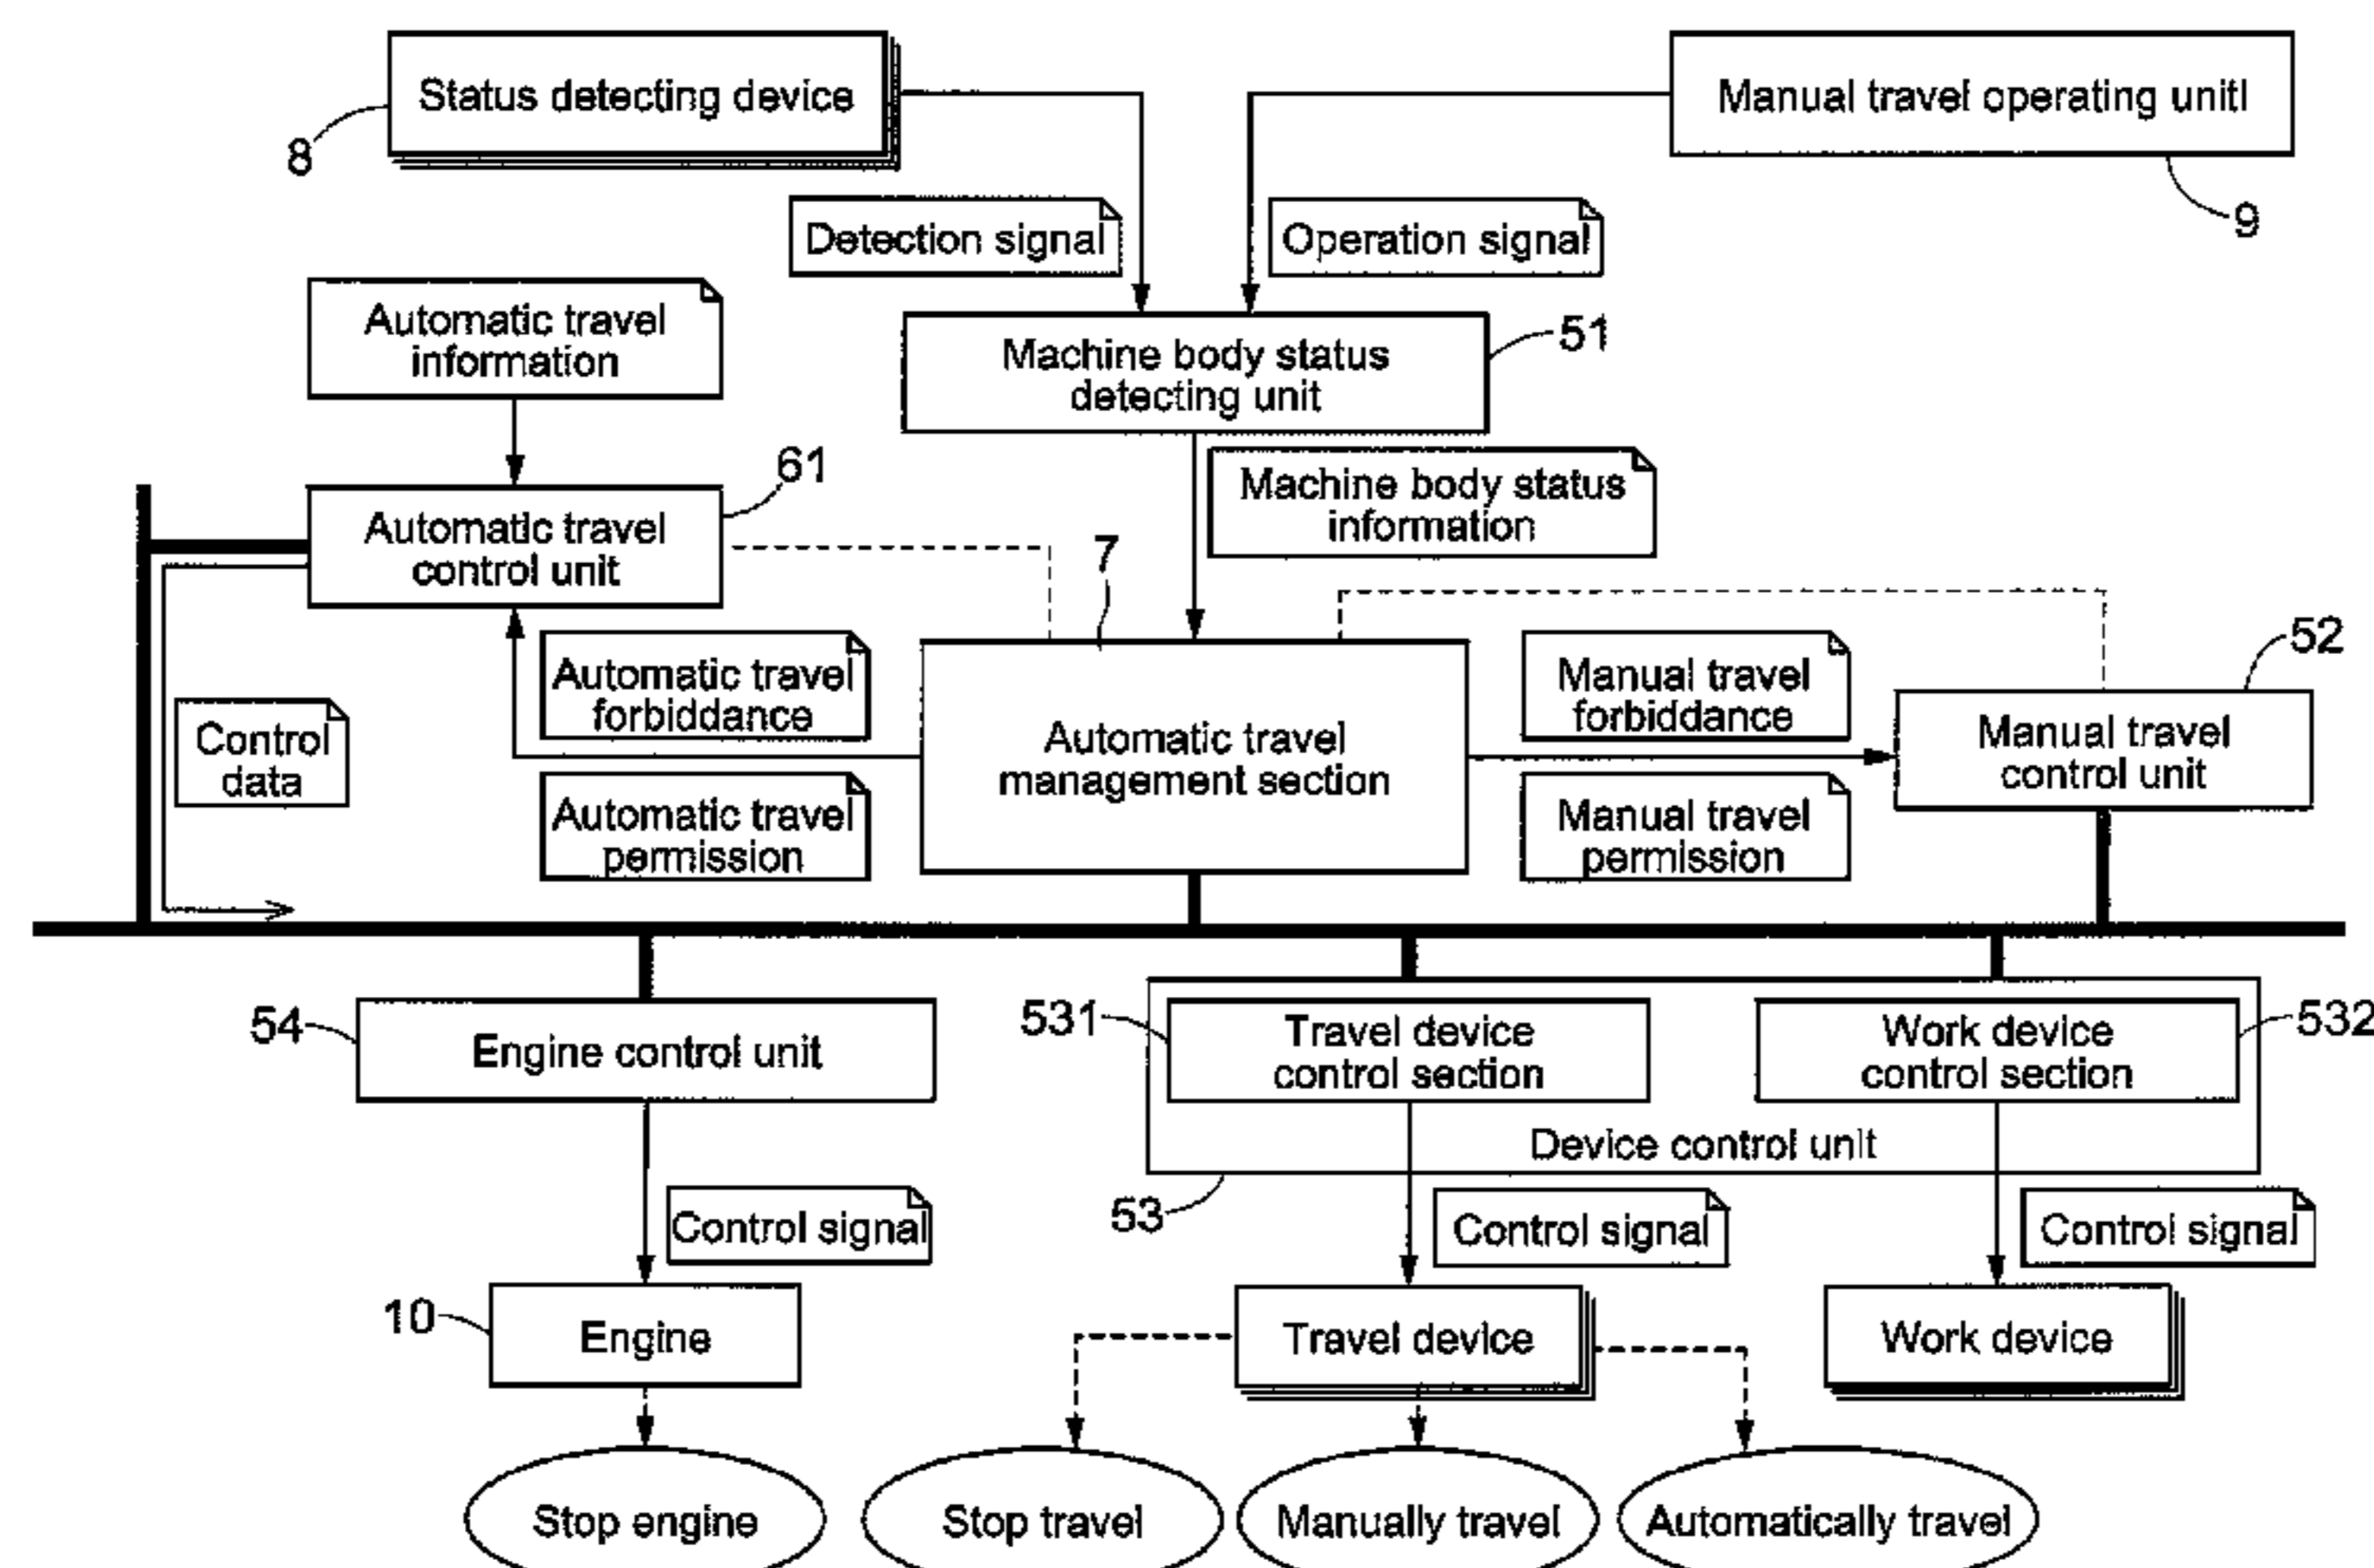 Status detecting device
Manual travel operating unitl
8
9
Detection signal
Operation signal
Automatic travel
information
Machine body status
detecting unit
51
61
Automatic travel
control unit
Machine body status
information
7
52
Automatic travel
forbiddance
Manual travel
forbiddance
Control
data
Automatic travel
management section
Manual travel
control unit
Automatic travel
permission
Manual travel
permission
54
Engine control unit
531
Travel device
control section
Work device
control section
532
Device control unit
53
Control signal
Control signal
Control signal
10
Engine
Travel device
Work device
Stop engine
Stop travel
Manually travel
Automatically travel